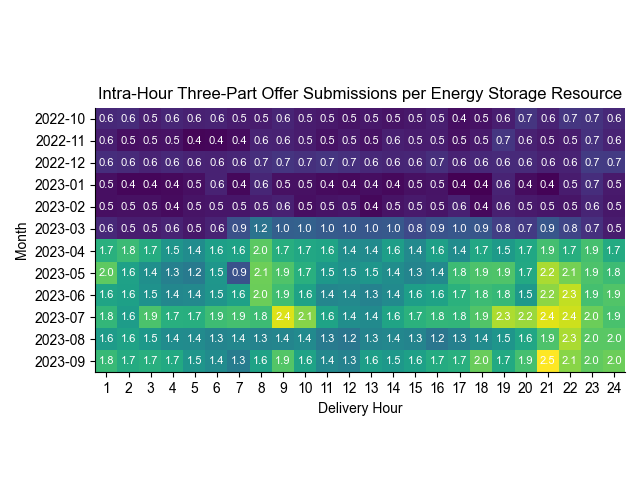 Intra-Hour Three-Part Offer Submissions per Energy Storage Resource
Month
2022-10 0.6 0.6 0.5 0.6 0.6 0.6 0.5 0.5 0.6 0.5 0.6 0.5 0.5 0.5 0.5 0.5 0.4 0.5 0.6 0.7 0.6 0.7 0.7 0.6
2022-11 0.6 0.5 0.5 0.5 0.4 0.4 0.4 0.6 0.6 0.6 0.5 0.5 0.5 0.6 0.5 0.5 0.5 0.5 0.7 0.6 0.5 0.5 0.7 0.6
2022-12 0.6 0.6 0.6 0.6 0.6 0.6 0.6 0.7 0.7 0.7 0.7 0.7 0.6 0.6 0.6 0.7 0.6 0.6 0.6 0.6 0.6 0.6 0.7 0.7
2023-01 0.5 0.4 0.4 0.4 0.5 0.6 0.4 0.6 0.5 0.5 0.4 0.4 0.4 0.4 0.5 0.5 0.4 0.4 0.6 0.4 0.4 0.5 0.7 0.5
2023-02 0.5 0.5 0.5 0.4 0.5 0.5 0.5 0.5 0.6 0.5 0.5 0.5 0.4 0.5 0.5 0.5 0.6 0.4 0.6 0.5 0.5 0.5 0.6 0.5
2023-03 0.6 0.5 0.5 0.6 0.5 0.6 0.9 1.2 1.0 1.0 1.0 1.0 1.0 1.0 0.8 0.9 1.0 0.9 0.8 0.7 0.9 0.8 0.7 0.5
2023-04 1.7 1.8 1.7 1.5 1.4 1.6 1.6 2.0 1.7 1.7 1.6 1.4 1.4 1.6 1.4 1.6 1.4 1.7 1.5 1.7 1.9 1.7 1.9 1.7
2023-05 2.0 1.6 1.4 1.3 1.2 1.5 0.9 2.1 1.9 1.7 1.5 1.5 1.5 1.4 1.3 1.4 1.8 1.9 1.9 1.7 2.2 2.1 1.9 1.8
2023-06 1.6 1.6 1.5 1.4 1.4 1.5 1.6 2.0 1.9 1.6 1.4 1.4 1.3 1.4 1.6 1.6 1.7 1.8 1.8 1.5 2.2 2.3 1.9 1.9
2023-07 1.8 1.6 1.9 1.7 1.7 1.9 1.9 1.8 2.4 2.1 1.6 1.4 1.4 1.6 1.7 1.8 1.8 1.9 2.3 2.2 2.4 2.4 2.0 1.9
2023-08 1.6 1.6 1.5 1.4 1.4 1.3 1.4 1.3 1.4 1.4 1.3 1.2 1.3 1.4 1.3 1.2 1.3 1.4 1.5 1.6 1.9 2.3 2.0 2.0
2023-09 1.8 1.7 1.7 1.7 1.5 1.4 1.3 1.6 1.9 1.6 1.4 1.3 1.6 1.5 1.6 1.7 1.7 2.0 1.7 1.9 2.5 2.1 2.0 2.0
1 2 3 4 5 6 7 8 9 10 11 12 13 14 15 16 17 18 19 20 21 22 23 24
Delivery Hour